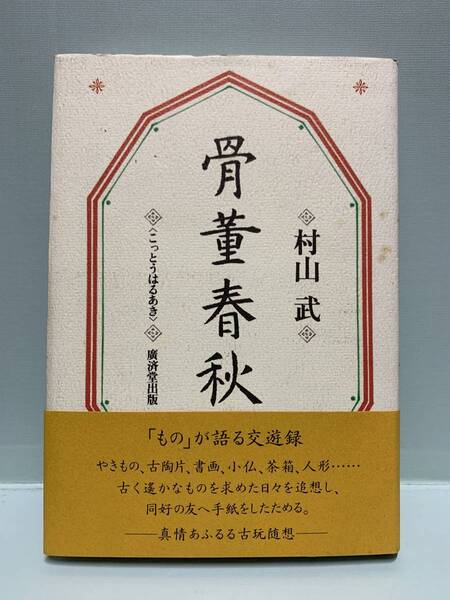 村山 武
骨董春秋
〈こっとうはるあき〉
廣済堂出版
「もの」が語る交遊録
やきもの、古陶片、書画、小仏、茶箱、人形……
古く遙かなものを求めた日々を追想し、
同好の友へ手紙をしたためる。
——真情あふるる古玩随想——